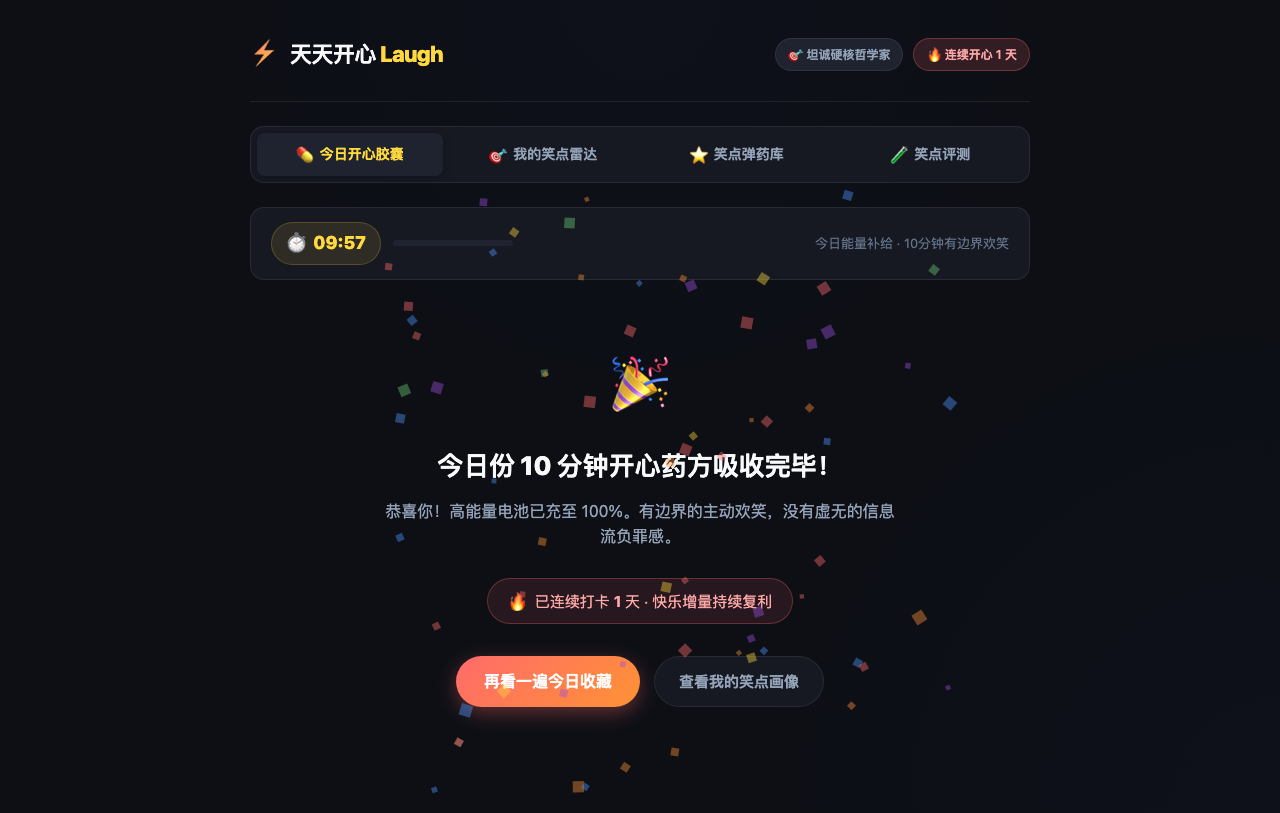 天天开心 Laugh
坦诚硬核哲学家
连续开心 1 天
今日开心胶囊
我的笑点雷达
笑点弹药库
笑点评测
09:57
今日能量补给 · 10分钟有边界欢笑
今日份 10 分钟开心药方吸收完毕！
恭喜你！高能量电池已充至 100%。有边界的主动欢笑，没有虚无的信息
流负罪感。
已连续打卡 1 天 · 快乐增量持续复利
再看一遍今日收藏
查看我的笑点画像